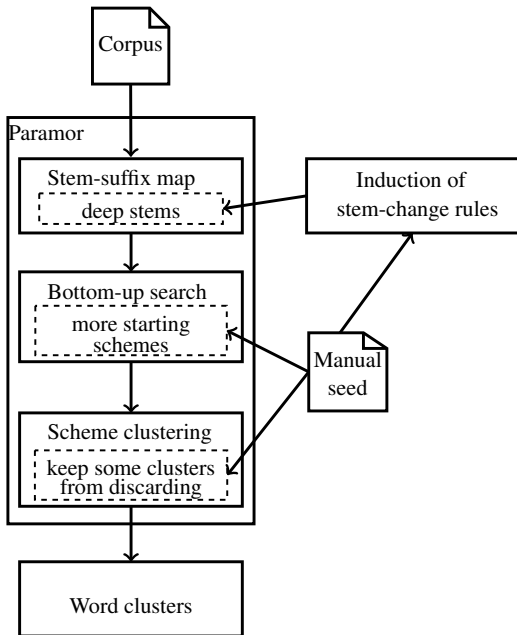 Corpus
Paramor
Stem-suffix map
deep stems
Induction of
stem-change rules
Bottom-up search
more starting
schemes
Manual
seed
Scheme clustering
keep some clusters
from discarding
Word clusters